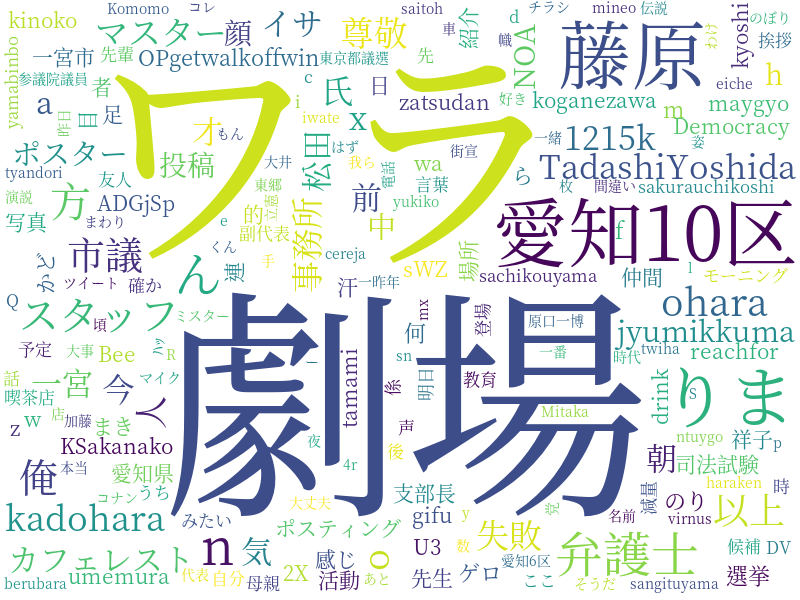 Komomo
コレ
saitoh
チラシ
mineo
伝説
kinoko
マスター
顔
イサ
尊敬
車
d
紹介
NOA
藤原
のぼり
わけ
kyoshi
挨拶
eiche
一宮市
先輩
OPgetwalkoffwin
東京都議選
先
幟
参議院議員
者
c
氏
日
zatsudan
好き
koganezawa
h
yamabinbo
a
昨日
目
足
i
iwate
x
m
maygyo
Democracy
ワラ
ポスター
投稿
才
もん
はず
松田
大井
我ら
電話
街宣
一緒
1215k
姿
tyandori
友人
東郷
立憲
wa
言葉
ら
枚
TadashiYoshida
間違い
sakurauchikoshi
演説
方
ADGjSp
的
事務所
前
yukiko
写真
まわり
e
副代表
中
場所
f
愛知10区
かど
市議
くん
ん
連
手
cereja
sWZ
sachikouyama
仲間
l
モーニング
Q
ツイート
確か
汗
一昨年
スタッフ
頃
ミスター
ハッ
mx
登場
原口一博
ohara
予定
大事
R
何
sn
一番
時代
jyumikkuma
twiha
reachfor
話
一宮
Bee
マイク
今
人
tamami
係
明日
教育
喫茶店
劇場
drink
S
りま
z
w
店
加藤
まき
夜
声
Mitaka
俺
KSakanako
後
ntuygo
祥子
p
本当
愛知県
コナン
うち
4r
朝
司法試験
支部長
減量
のり
haraken
時
kadohara
みたい
n
大丈夫
ポスティング
gifu
y
失敗
党
名前
virnus
以上
カフェレスト
気
感じ
o
U3
数
弁護士
候補
DV
berubara
umemura
代表
自分
2X
母親
活動
あと
先生
ゲロ
愛知6区
ここ
そうだ
sangituyama
選挙